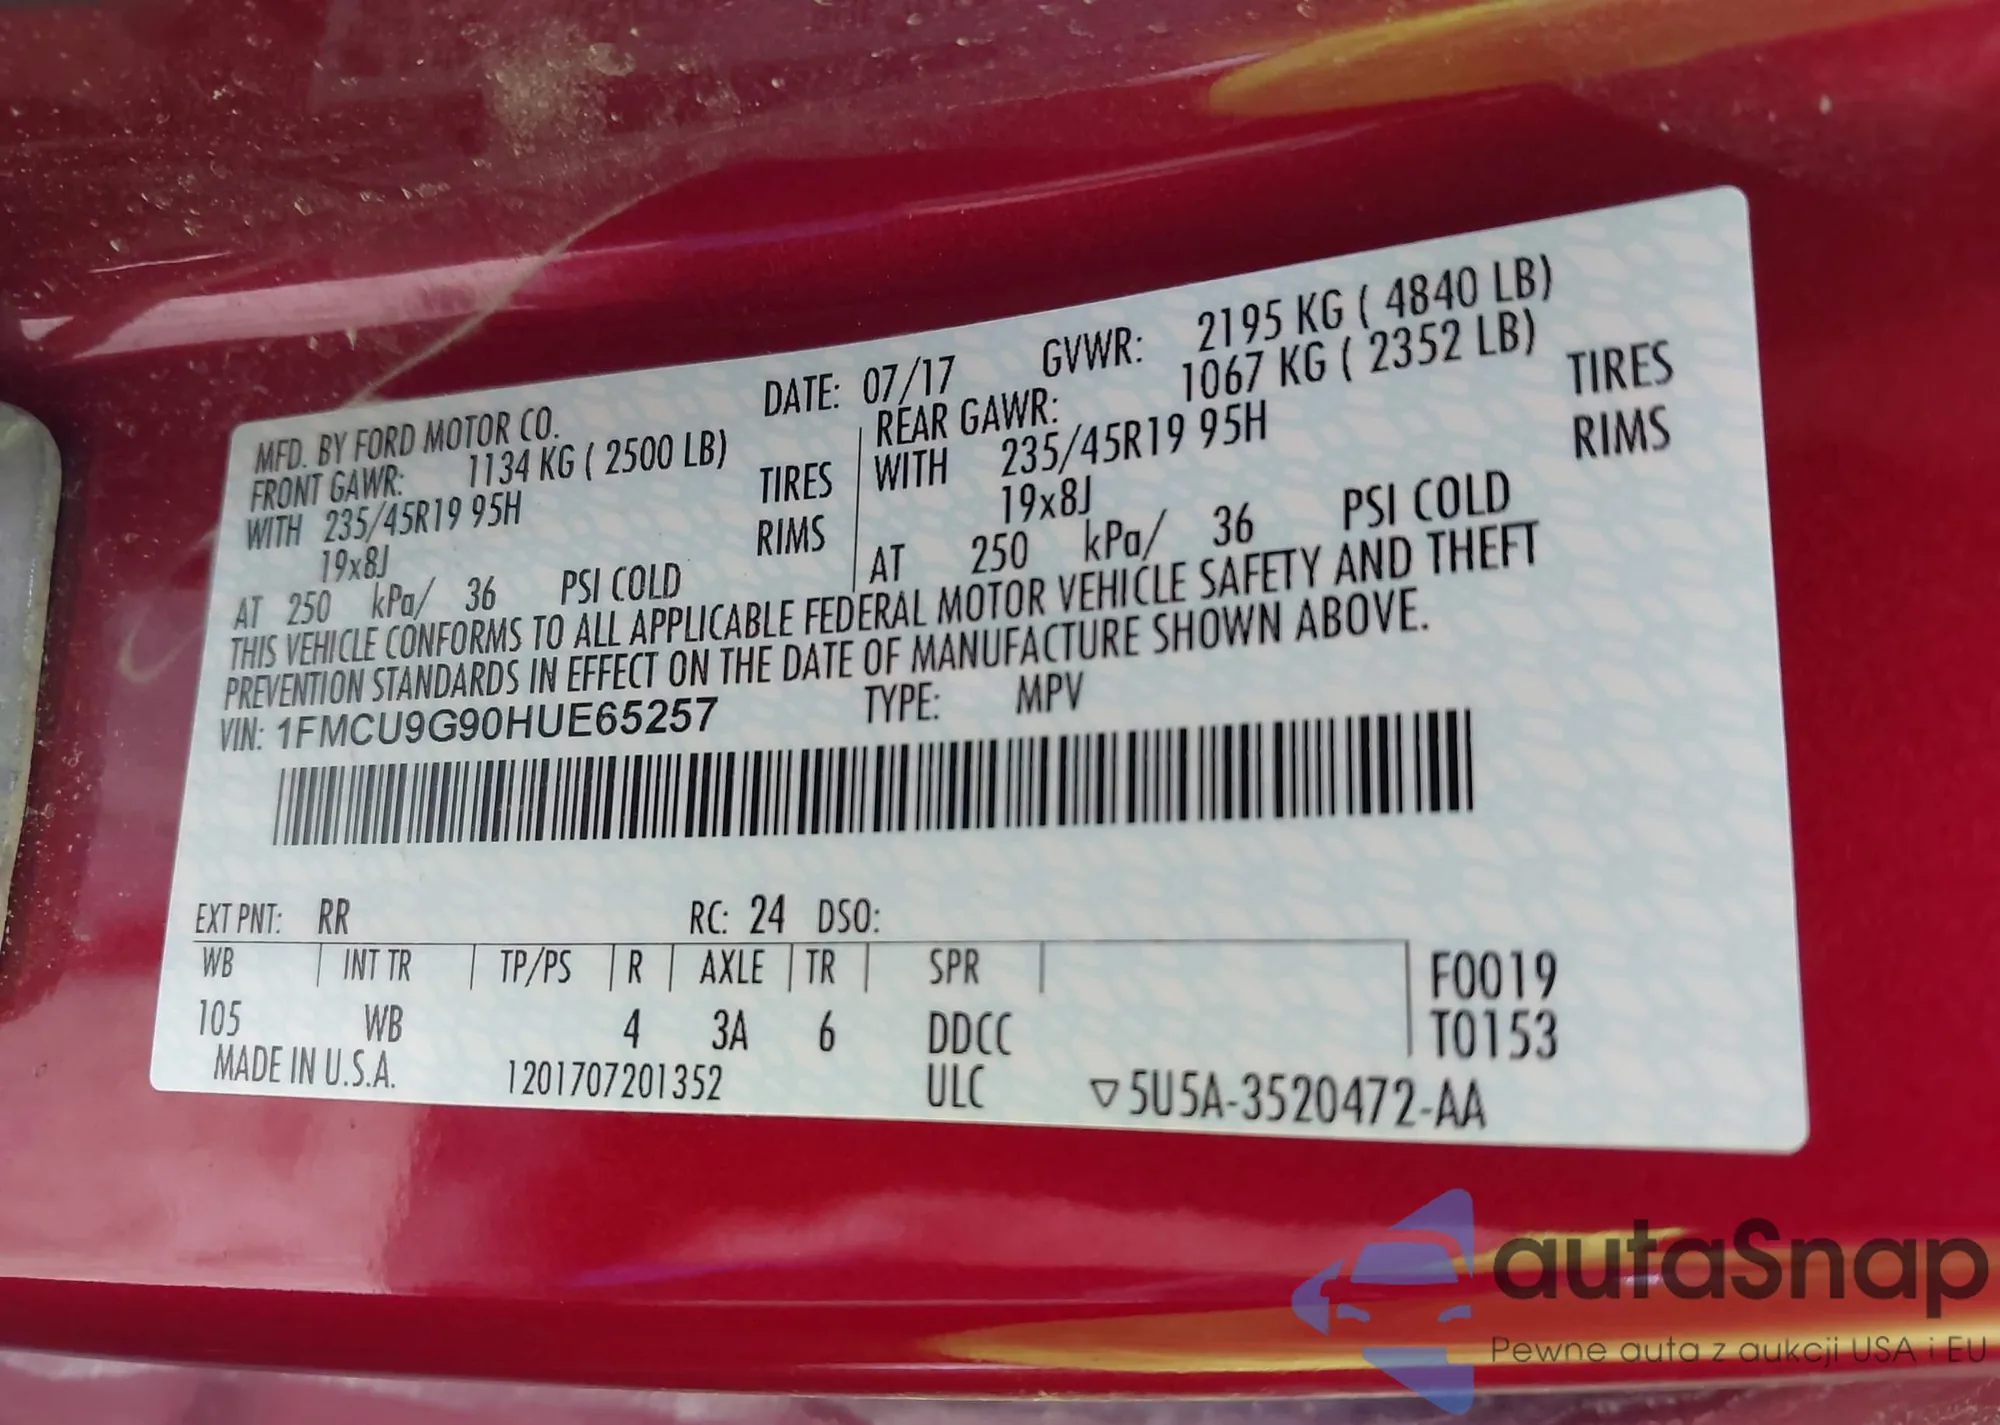 MFD. BY FORD MOTOR CO. DATE: 07/17 GVWR: 2195 KG ( 4840 LB)
FRONT GAWR: 1134 KG ( 2500 LB) REAR GAWR: 1067 KG ( 2352 LB)
WITH 235/45R19 95H TIRES WITH 235/45R19 95H TIRES
19x8J RIMS 19x8J RIMS
AT 250 kPa/ 36 PSI COLD AT 250 kPa/ 36 PSI COLD
THIS VEHICLE CONFORMS TO ALL APPLICABLE FEDERAL MOTOR VEHICLE SAFETY AND THEFT
PREVENTION STANDARDS IN EFFECT ON THE DATE OF MANUFACTURE SHOWN ABOVE.
VIN: 1FMCU9G90HUE65257 TYPE: MPV
EXT PNT: RR RC: 24 DSO:
WB INT TR TP/PS R AXLE TR SPR F0019
105 WB 4 3A 6 DDCC T0153
MADE IN U.S.A. 1201707201352 ULC ▽5U5A-3520472-AA
autaSnap
Pewne auta z aukcji USA i EU